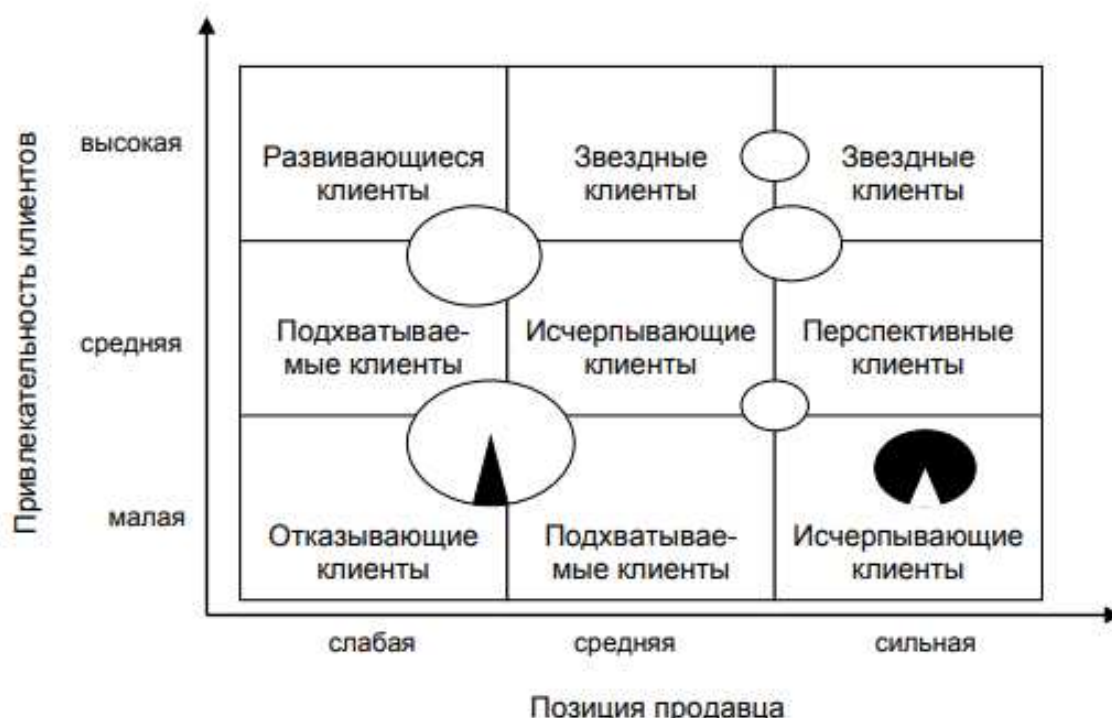 Привлекательность клиентов
высокая
Развивающиеся
клиенты
Звездные
клиенты
Звездные
клиенты
средняя
Подхватывае-
мые клиенты
Исчерпывающие
клиенты
Перспективные
клиенты
малая
Отказывающие
клиенты
Подхватывае-
мые клиенты
Исчерпывающие
клиенты
слабая
средняя
сильная
Позиция продавца